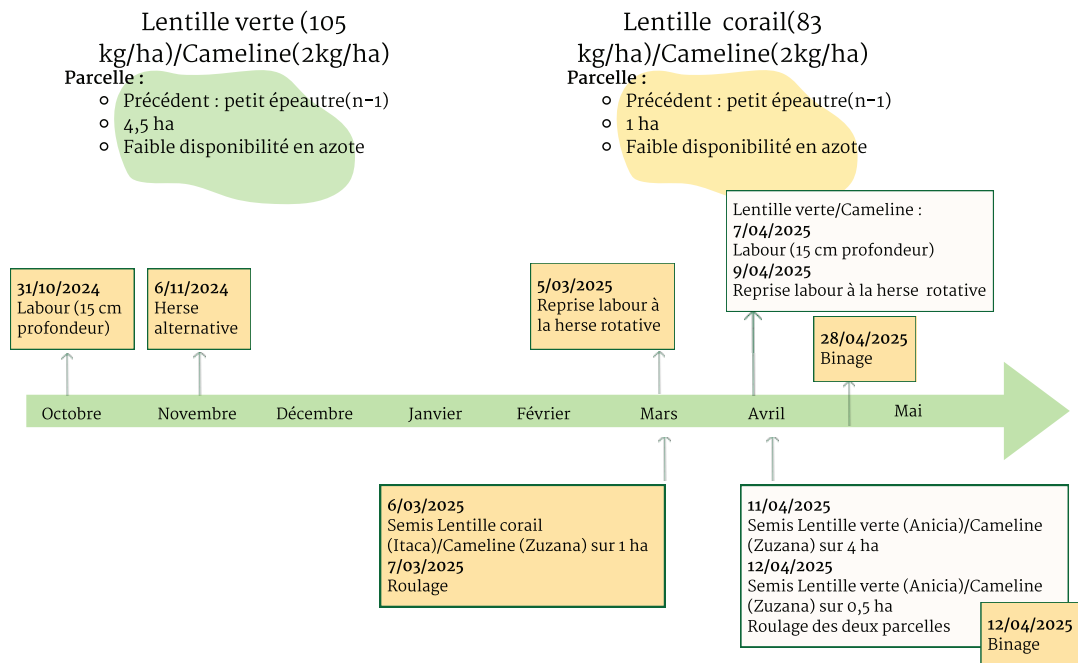 Lentille verte (105
kg/ha)/Cameline(2kg/ha)
Parcelle :
Précédent : petit épeautre(n-1)
4,5 ha
Faible disponibilité en azote
Lentille corail(83
kg/ha)/Cameline(2kg/ha)
Parcelle :
Précédent : petit épeautre(n-1)
1 ha
Faible disponibilité en azote
31/10/2024
Labour (15 cm
profondeur)
6/11/2024
Herse
alternative
5/03/2025
Reprise labour à
la herse rotative
Lentille verte/Cameline :
7/04/2025
Labour (15 cm profondeur)
9/04/2025
Reprise labour à la herse rotative
28/04/2025
Binage
Octobre
Novembre
Décembre
Janvier
Février
Mars
Avril
Mai
6/03/2025
Semis Lentille corail
(Itaca)/Cameline (Zuzana) sur 1 ha
7/03/2025
Roulage
11/04/2025
Semis Lentille verte (Anicia)/Cameline
(Zuzana) sur 4 ha
12/04/2025
Semis Lentille verte (Anicia)/Cameline
(Zuzana) sur 0,5 ha
Roulage des deux parcelles
12/04/2025
Binage